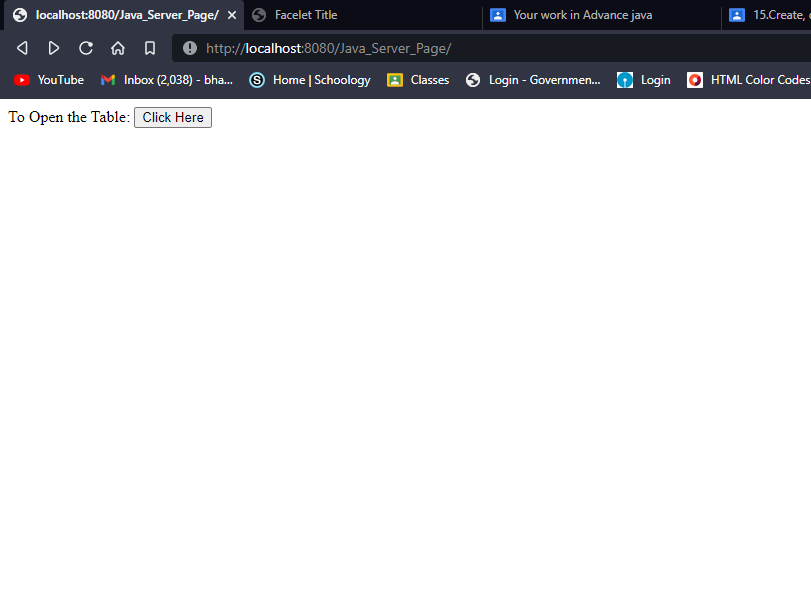 localhost:8080/Java_Server_Page/ Facelet Title Your work in Advance java 15.Create,
http://localhost:8080/Java_Server_Page/
YouTube Inbox (2,038) - bha... Home | Schoology Classes Login - Governmen... Login HTML Color Codes
To Open the Table: Click Here